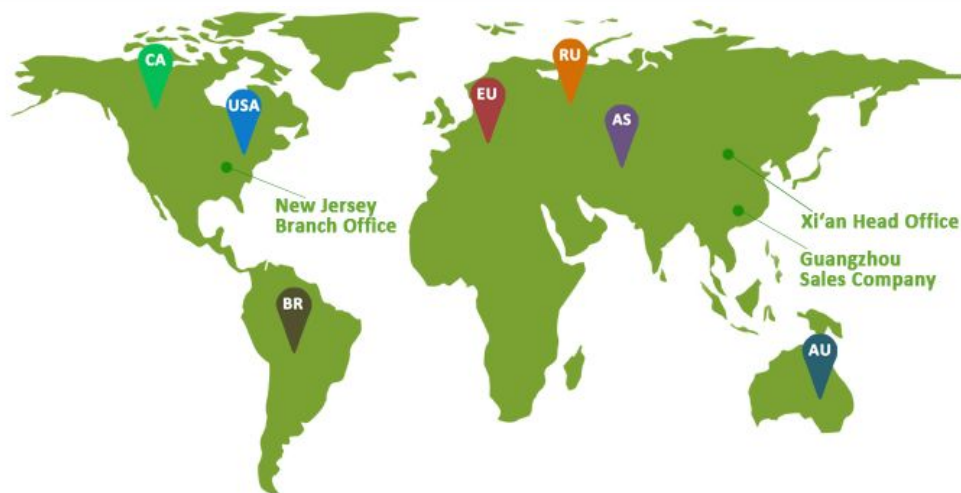 CA
RU
USA
EU
AS
New Jersey
Branch Office
Xi‘an Head Office
Guangzhou
Sales Company
BR
AU